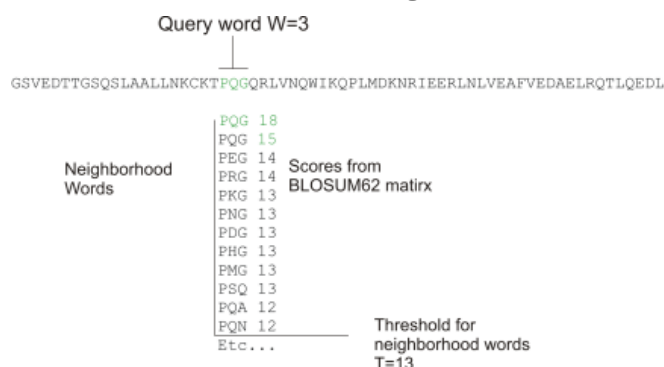 Query word W=3
GSVEDTTGSQSLAALLNKCKTPQGQRLVNQWIKQPLMDKNRIEERLNLVEAFVEDAELRQTLQEDL
PQG 18
PQG 15
PEG 14
PRG 14
PKG 13
PNG 13
PDG 13
PHG 13
PMG 13
PSQ 13
PQA 12
PQN 12
Etc...
Neighborhood
Words
Scores from
BLOSUM62 matirx
Threshold for
neighborhood words
T=13